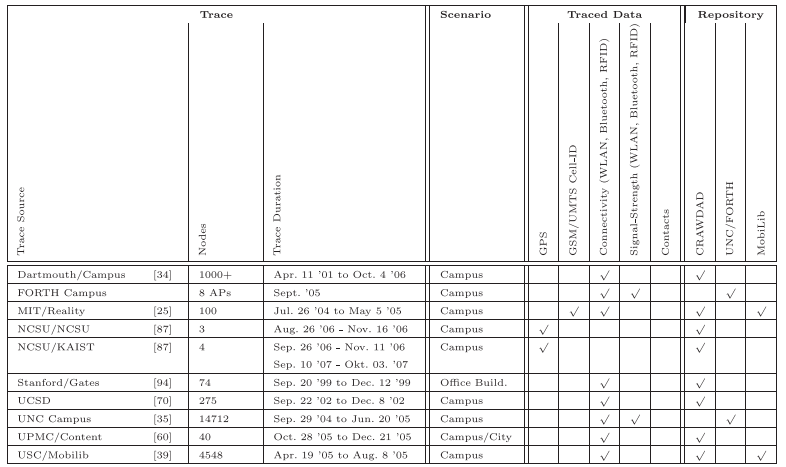 Trace Scenario Traced Data Repository
Trace Source Nodes Trace Duration GPS GSM/UMTS Cell-ID Connectivity (WLAN, Bluetooth, RFID) Signal-Strength (WLAN, Bluetooth, RFID) Contacts CRAWDAD UNC/FORTH MobiLib
Dartmouth/Campus [34] 1000+ Apr. 11 '01 to Oct. 4 '06 Campus ✓ ✓
FORTH Campus 8 APs Sept. '05 Campus ✓ ✓ ✓
MIT/Reality [25] 100 Jul. 26 '04 to May 5 '05 Campus ✓ ✓ ✓ ✓
NCSU/NCSU [87] 3 Aug. 26 '06 - Nov. 16 '06 Campus ✓ ✓
NCSU/KAIST [87] 4 Sep. 26 '06 - Nov. 11 '06 Campus ✓ ✓
Sep. 10 '07 - Okt. 03. '07
Stanford/Gates [94] 74 Sep. 20 '99 to Dec. 12 '99 Office Build. ✓ ✓
UCSD [70] 275 Sep. 22 '02 to Dec. 8 '02 Campus ✓ ✓
UNC Campus [35] 14712 Sep. 29 '04 to Jun. 20 '05 Campus ✓ ✓ ✓
UPMC/Content [60] 40 Oct. 28 '05 to Dec. 21 '05 Campus/City ✓ ✓
USC/Mobilib [39] 4548 Apr. 19 '05 to Aug. 8 '05 Campus ✓ ✓ ✓